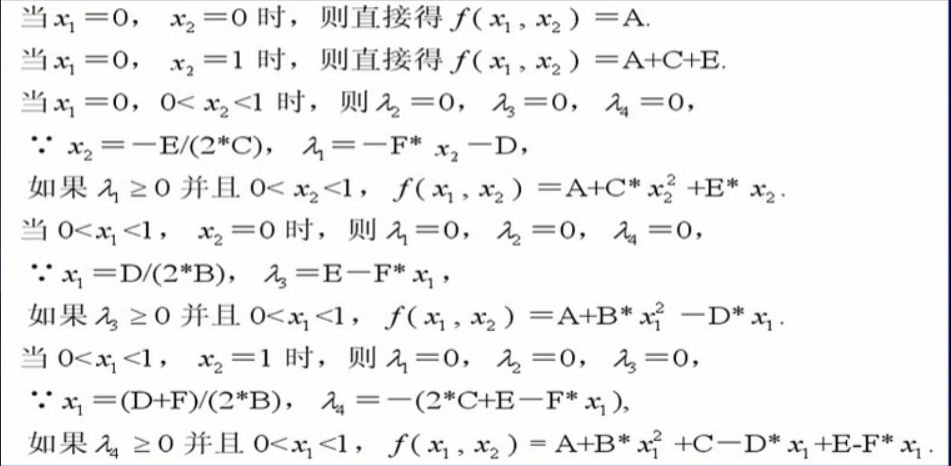 当 x₁ =0， x₂ =0 时，则直接得 f( x₁ , x₂ ) =A.
当 x₁ =0， x₂ =1 时，则直接得 f( x₁ , x₂ ) =A+C+E.
当 x₁ =0，0< x₂ <1 时，则 λ₂ =0， λ₃ =0， λ₄ =0，
∵ x₂ =−E/(2*C)， λ₁ =−F* x₂ −D，
如果 λ₁ ≥0 并且 0< x₂ <1， f( x₁ , x₂ ) =A+C* x₂² +E* x₂ .
当 0< x₁ <1， x₂ =0 时，则 λ₁ =0， λ₂ =0， λ₄ =0，
∵ x₁ =D/(2*B)， λ₃ =E−F* x₁ ，
如果 λ₃ ≥0 并且 0< x₁ <1， f( x₁ , x₂ ) =A+B* x₁² −D* x₁ .
当 0< x₁ <1， x₂ =1 时，则 λ₁ =0， λ₂ =0， λ₃ =0，
∵ x₁ =(D+F)/(2*B)， λ₄ =−(2*C+E−F* x₁ ),
如果 λ₄ ≥0 并且 0< x₁ <1， f( x₁ , x₂ ) = A+B* x₁² +C−D* x₁ +E-F* x₁ .